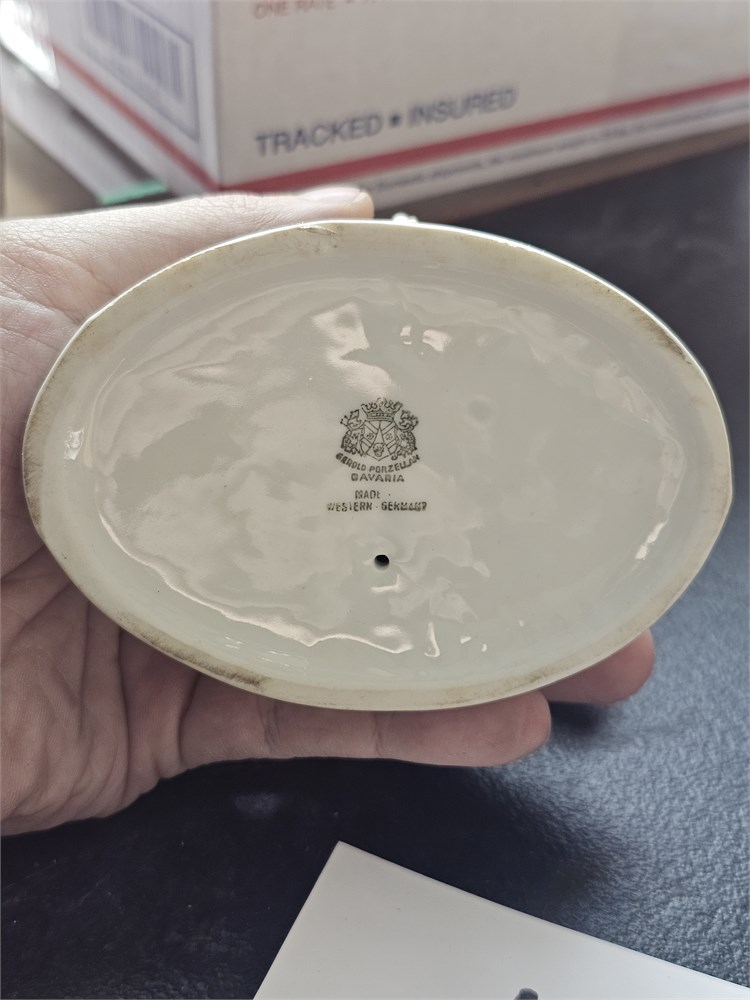 ONE RATE
TRACKED ★ INSURED
GEROLD PORZELLAN
BAVARIA
MADE
WESTERN · GERMANY